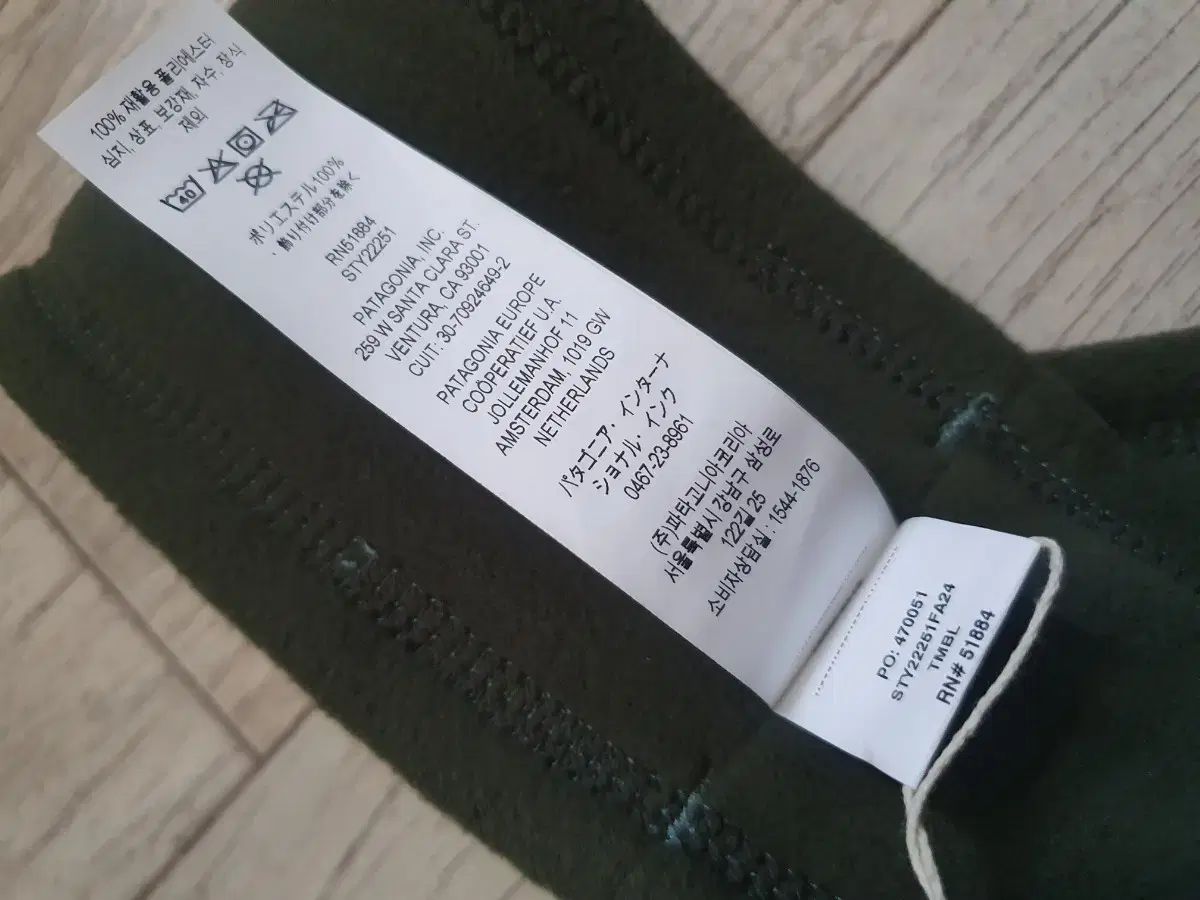 100% 재활용 폴리에스터
심지, 상표, 보강재, 자수, 장식
제외
40
ポリエステル100%
．飾り付け部分を除く
RN51884
STY22251
PATAGONIA, INC.
259 W SANTA CLARA ST.
VENTURA, CA 93001
CUIT: 30-70924649-2
PATAGONIA EUROPE
COÖPERATIEF U.A.
JOLLEMANHOF 11
AMSTERDAM, 1019 GW
NETHERLANDS
パタゴニア・インターナ
ショナル・インク
0467-23-8961
(주)파타고니아코리아
서울특별시 강남구 삼성로
122길 25
소비자상담실 : 1544-1876
PO: 470051
STY22251FA24
TMBL
RN# 51884